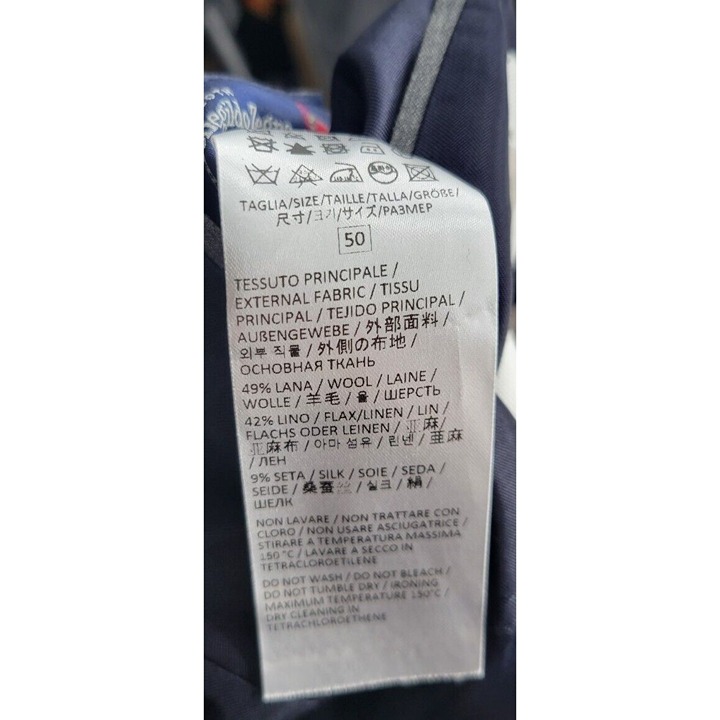 TAGLIA/SIZE/TAILLE/TALLA/GRÖßE/
尺寸/크기/サイズ/РАЗМЕР
50
TESSUTO PRINCIPALE /
EXTERNAL FABRIC / TISSU
PRINCIPAL / TEJIDO PRINCIPAL /
AUßENGEWEBE / 外部面料 /
외부 직물 / 外側の布地 /
ОСНОВНАЯ ТКАНЬ
49% LANA / WOOL / LAINE /
WOLLE / 羊毛 / 울 / ШЕРСТЬ
42% LINO / FLAX/LINEN / LIN /
FLACHS ODER LEINEN / 亚麻/
亚麻布 / 아마 섬유 / 린넨 / 亜麻
/ ЛЕН
9% SETA / SILK / SOIE / SEDA /
SEIDE / 桑蚕丝 / 실크 / 絹 /
ШЕЛК
NON LAVARE / NON TRATTARE CON
CLORO / NON USARE ASCIUGATRICE /
STIRARE A TEMPERATURA MASSIMA
150 °C / LAVARE A SECCO IN
TETRACLOROETILENE
DO NOT WASH / DO NOT BLEACH /
DO NOT TUMBLE DRY / IRONING
MAXIMUM TEMPERATURE 150°C /
DRY CLEANING IN
TETRACHLOROETHENE